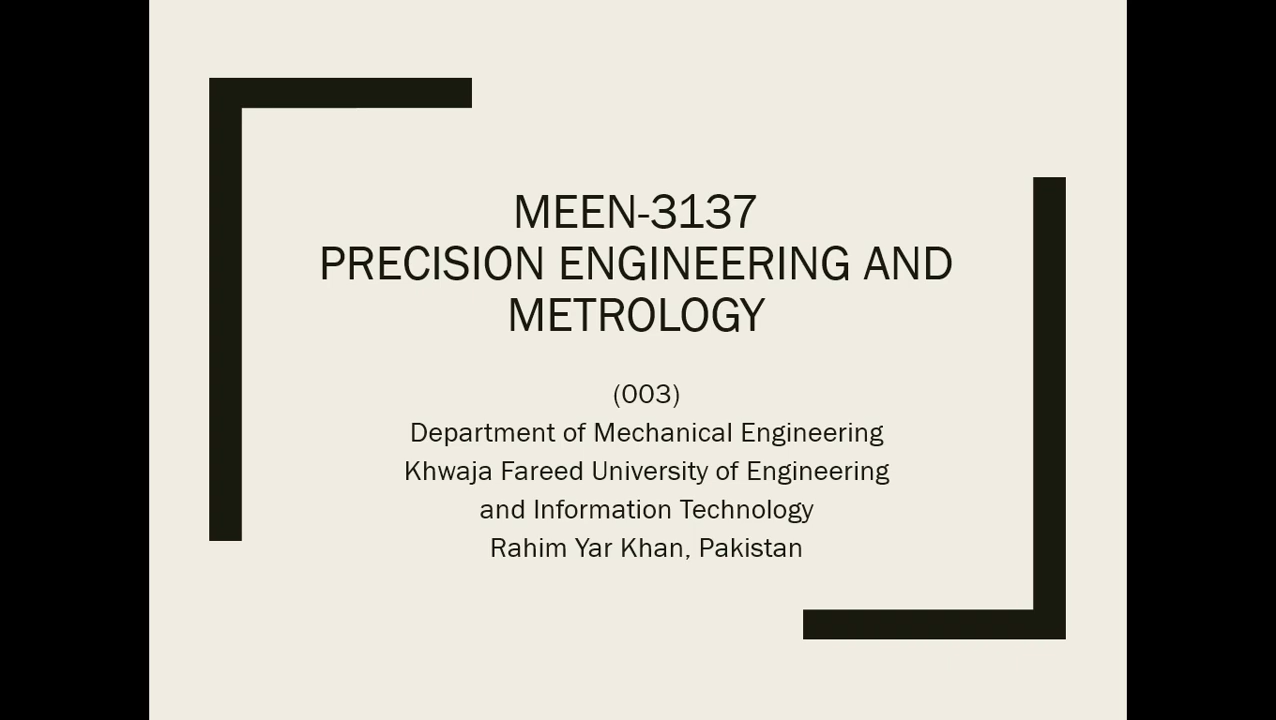 MEEN-3137
PRECISION ENGINEERING AND
METROLOGY
(003)
Department of Mechanical Engineering
Khwaja Fareed University of Engineering
and Information Technology
Rahim Yar Khan, Pakistan